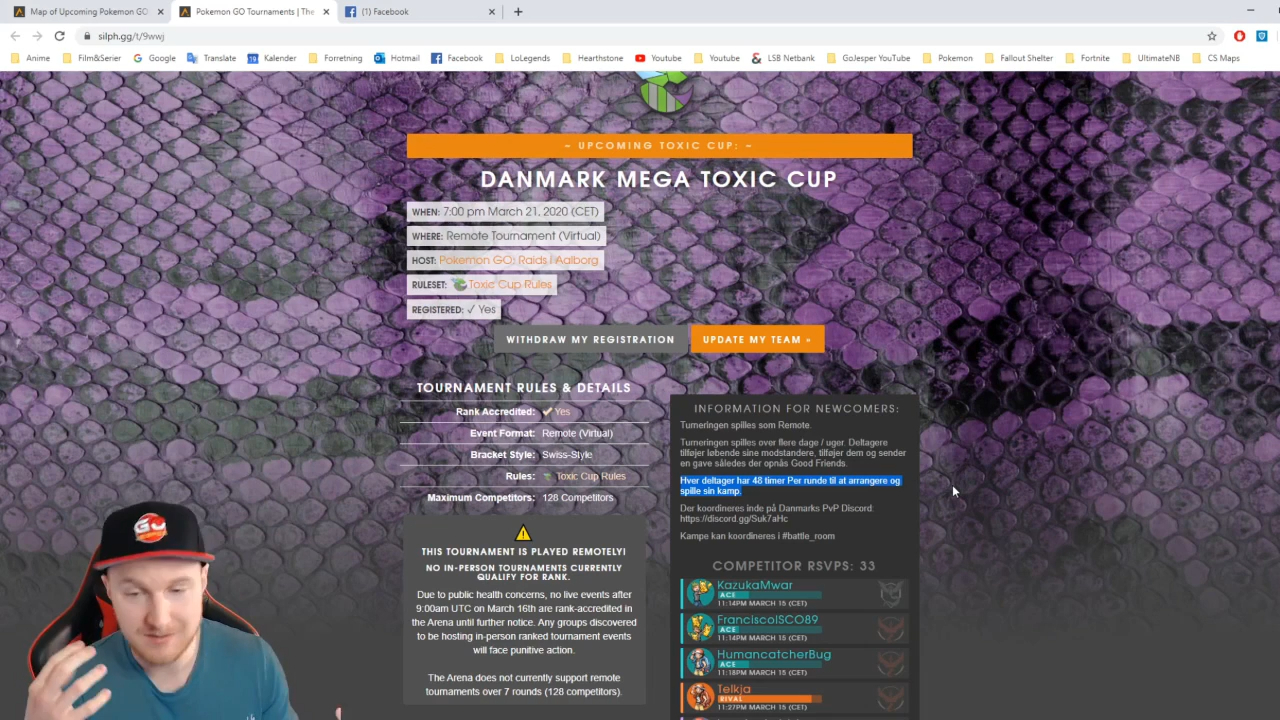 Map of Upcoming Pokemon GO
Pokemon GO Tournaments | The
(1) Facebook
silph.gg/t/9wwj
Anime Film&Serier Google Translate Kalender Forretning Hotmail Facebook LoLegends Hearthstone Youtube Youtube LSB Netbank GoJesper YouTube Pokemon Fallout Shelter Fortnite UltimateNB CS Maps
~ UPCOMING TOXIC CUP: ~
DANMARK MEGA TOXIC CUP
WHEN: 7:00 pm March 21, 2020 (CET)
WHERE: Remote Tournament (Virtual)
HOST: Pokemon GO: Raids i Aalborg
RULESET: Toxic Cup Rules
REGISTERED: ✓ Yes
WITHDRAW MY REGISTRATION
UPDATE MY TEAM »
TOURNAMENT RULES & DETAILS
Rank Accredited: ✓ Yes
Event Format: Remote (Virtual)
Bracket Style: Swiss-Style
Rules: Toxic Cup Rules
Maximum Competitors: 128 Competitors
THIS TOURNAMENT IS PLAYED REMOTELY!
NO IN-PERSON TOURNAMENTS CURRENTLY
QUALIFY FOR RANK.
Due to public health concerns, no live events after
9:00am UTC on March 16th are rank-accredited in
the Arena until further notice. Any groups discovered
to be hosting in-person ranked tournament events
will face punitive action.
The Arena does not currently support remote
tournaments over 7 rounds (128 competitors).
INFORMATION FOR NEWCOMERS:
Turneringen spilles som Remote.
Turneringen spilles over flere dage / uger. Deltagere
tilføjer løbende sine modstandere, tilføjer dem og sender
en gave således der opnås Good Friends.
Hver deltager har 48 timer Per runde til at arrangere og
spille sin kamp.
Der koordineres inde på Danmarks PvP Discord:
https://discord.gg/Suk7aHc
Kampe kan koordineres i #battle_room
COMPETITOR RSVPS: 33
KazukaMwar
ACE
11:14PM MARCH 15 (CET)
FranciscoISCO89
ACE
11:14PM MARCH 15 (CET)
HumancatcherBug
ACE
11:18PM MARCH 15 (CET)
Telkja
RIVAL
11:27PM MARCH 15 (CET)
GO